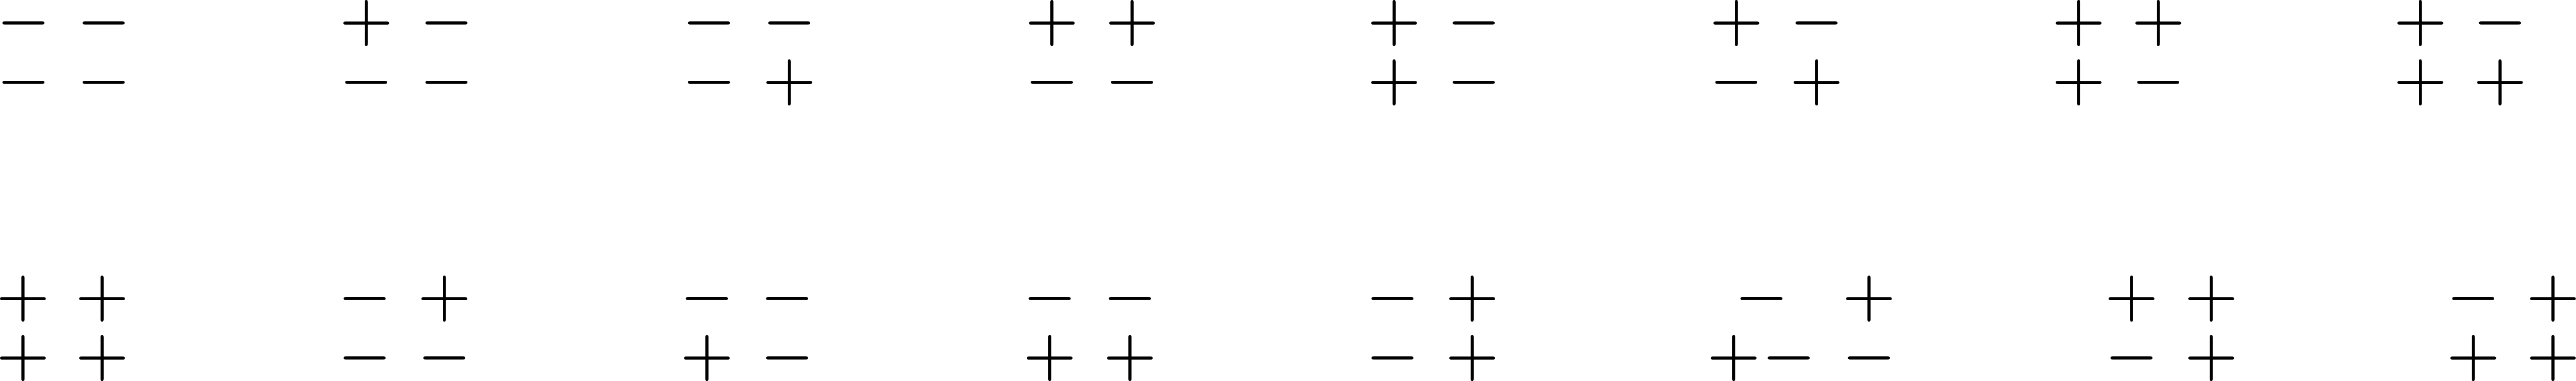 − − + − − − + + + − + − + + + −
− − − − − + − − + − − + + − + +
+ + − + − − − − − + − + + + − +
+ + − − + − + + − + + − − − + + +